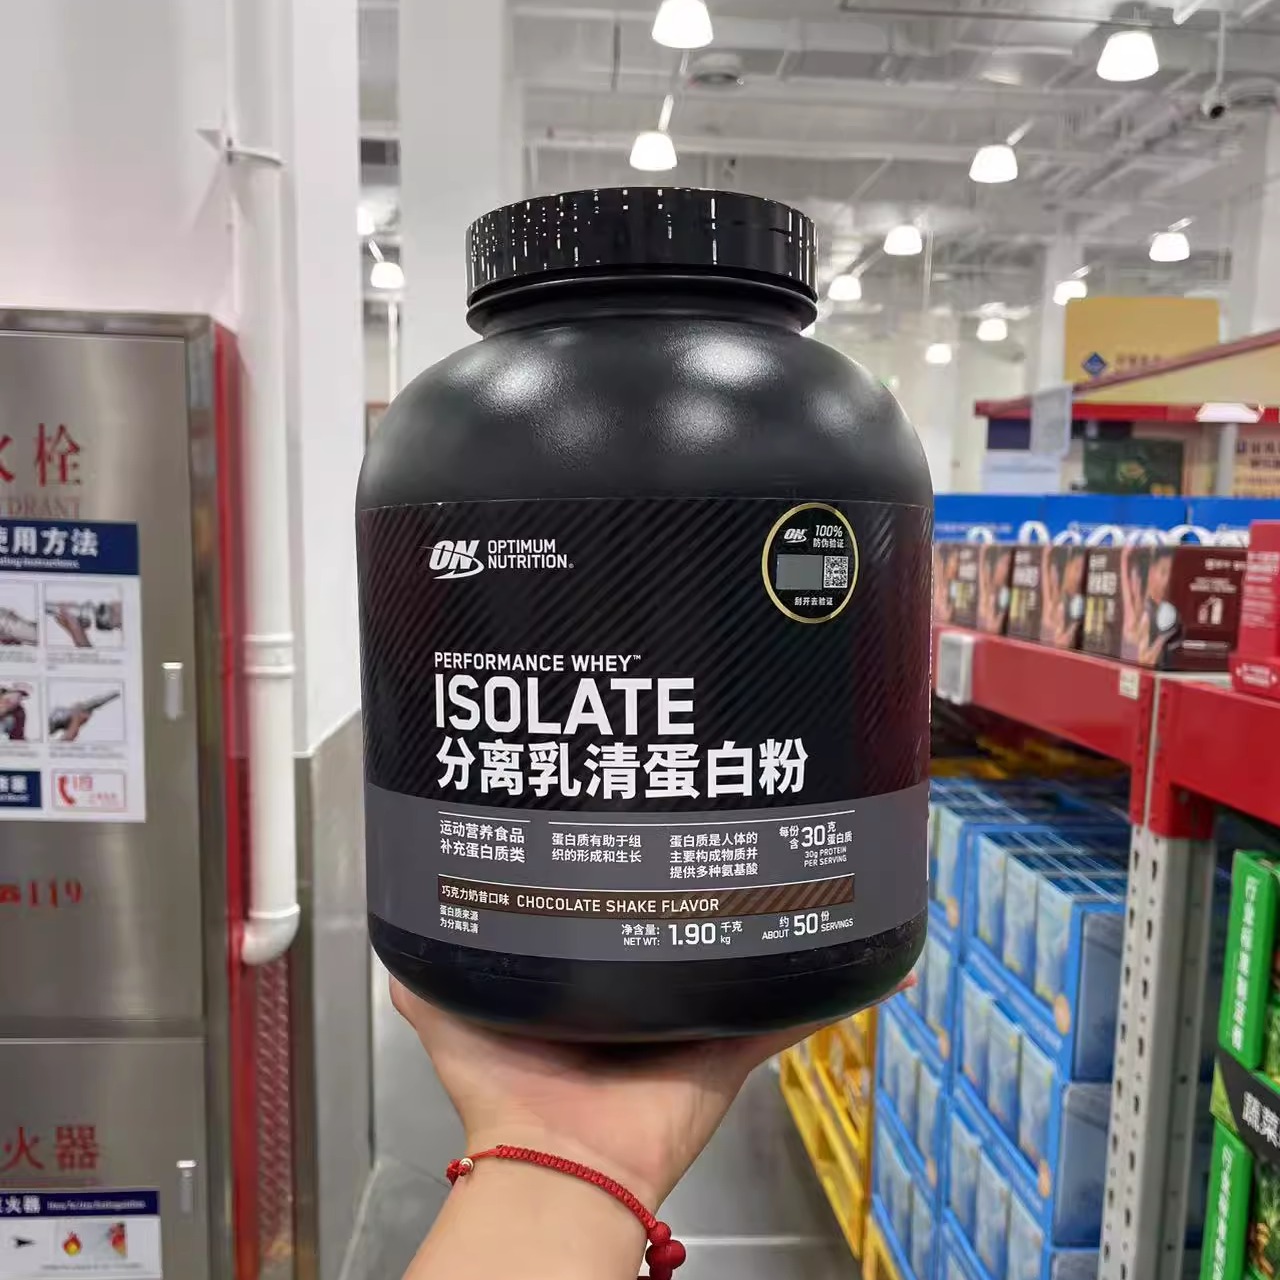 火栓
使用方法
119
火器
ON
OPTIMUM
NUTRITION
ON
100%
防伪验证
刮开去验证
PERFORMANCE WHEY™
ISOLATE
分离乳清蛋白粉
运动营养食品
补充蛋白质类
蛋白质有助于组
织的形成和生长
蛋白质是人体的
主要构成物质并
提供多种氨基酸
每份含30克蛋白质
30g PROTEIN
PER SERVING
巧克力奶昔口味 CHOCOLATE SHAKE FLAVOR
蛋白质来源
为分离乳清
净含量: 1.90 千克
NET WT: kg
约 50 份
ABOUT SERVINGS